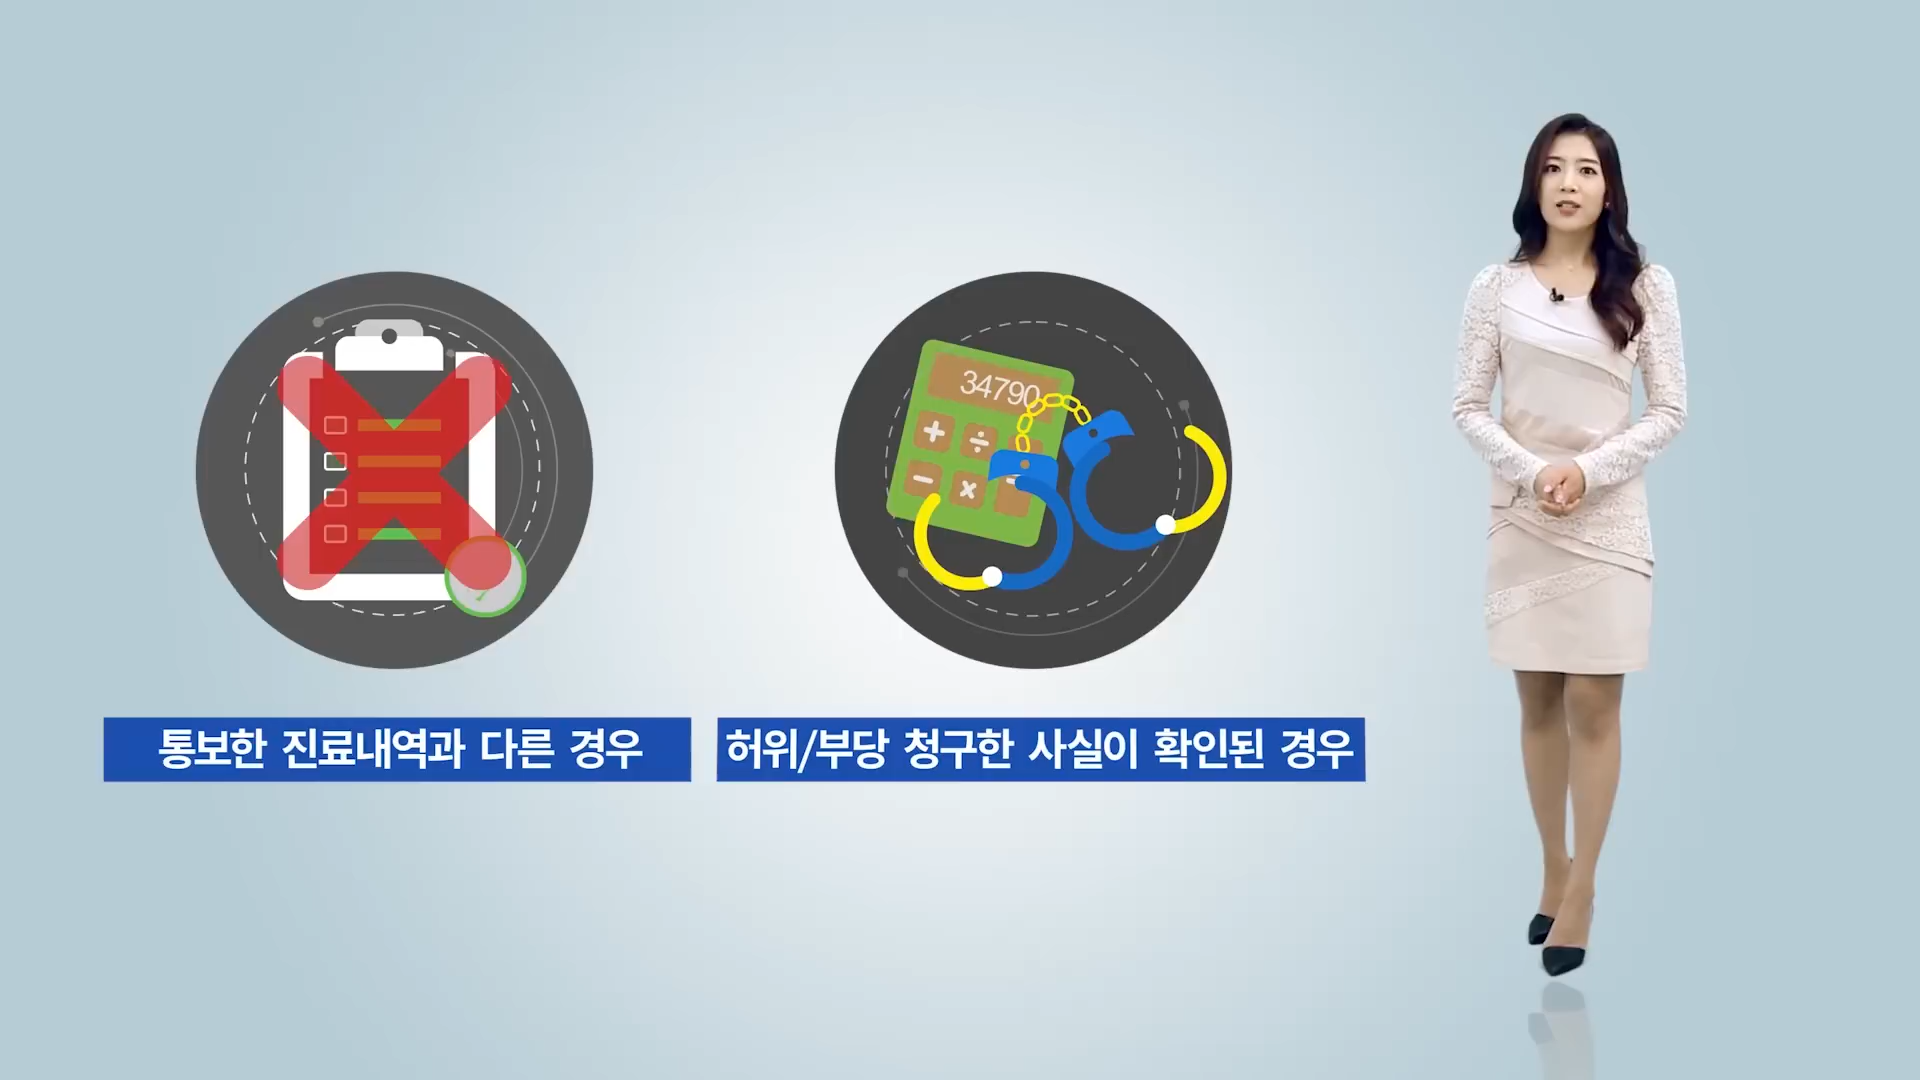 34790
+ ÷
− ×
통보한 진료내역과 다른 경우
허위/부당 청구한 사실이 확인된 경우